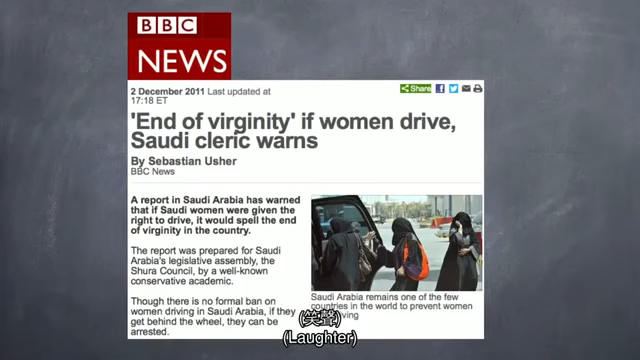 BBC
NEWS
2 December 2011 Last updated at
17:18 ET
Share
'End of virginity' if women drive,
Saudi cleric warns
By Sebastian Usher
BBC News
A report in Saudi Arabia has warned
that if Saudi women were given the
right to drive, it would spell the
end of virginity in the country.
The report was prepared for Saudi
Arabia's legislative assembly, the
Shura Council, by a well-known
conservative academic.
Though there is no formal ban on
women driving in Saudi Arabia, if they
get behind the wheel, they can be
arrested.
Saudi Arabia remains one of the few
countries in the world to prevent women
(笑聲)
(Laughter)